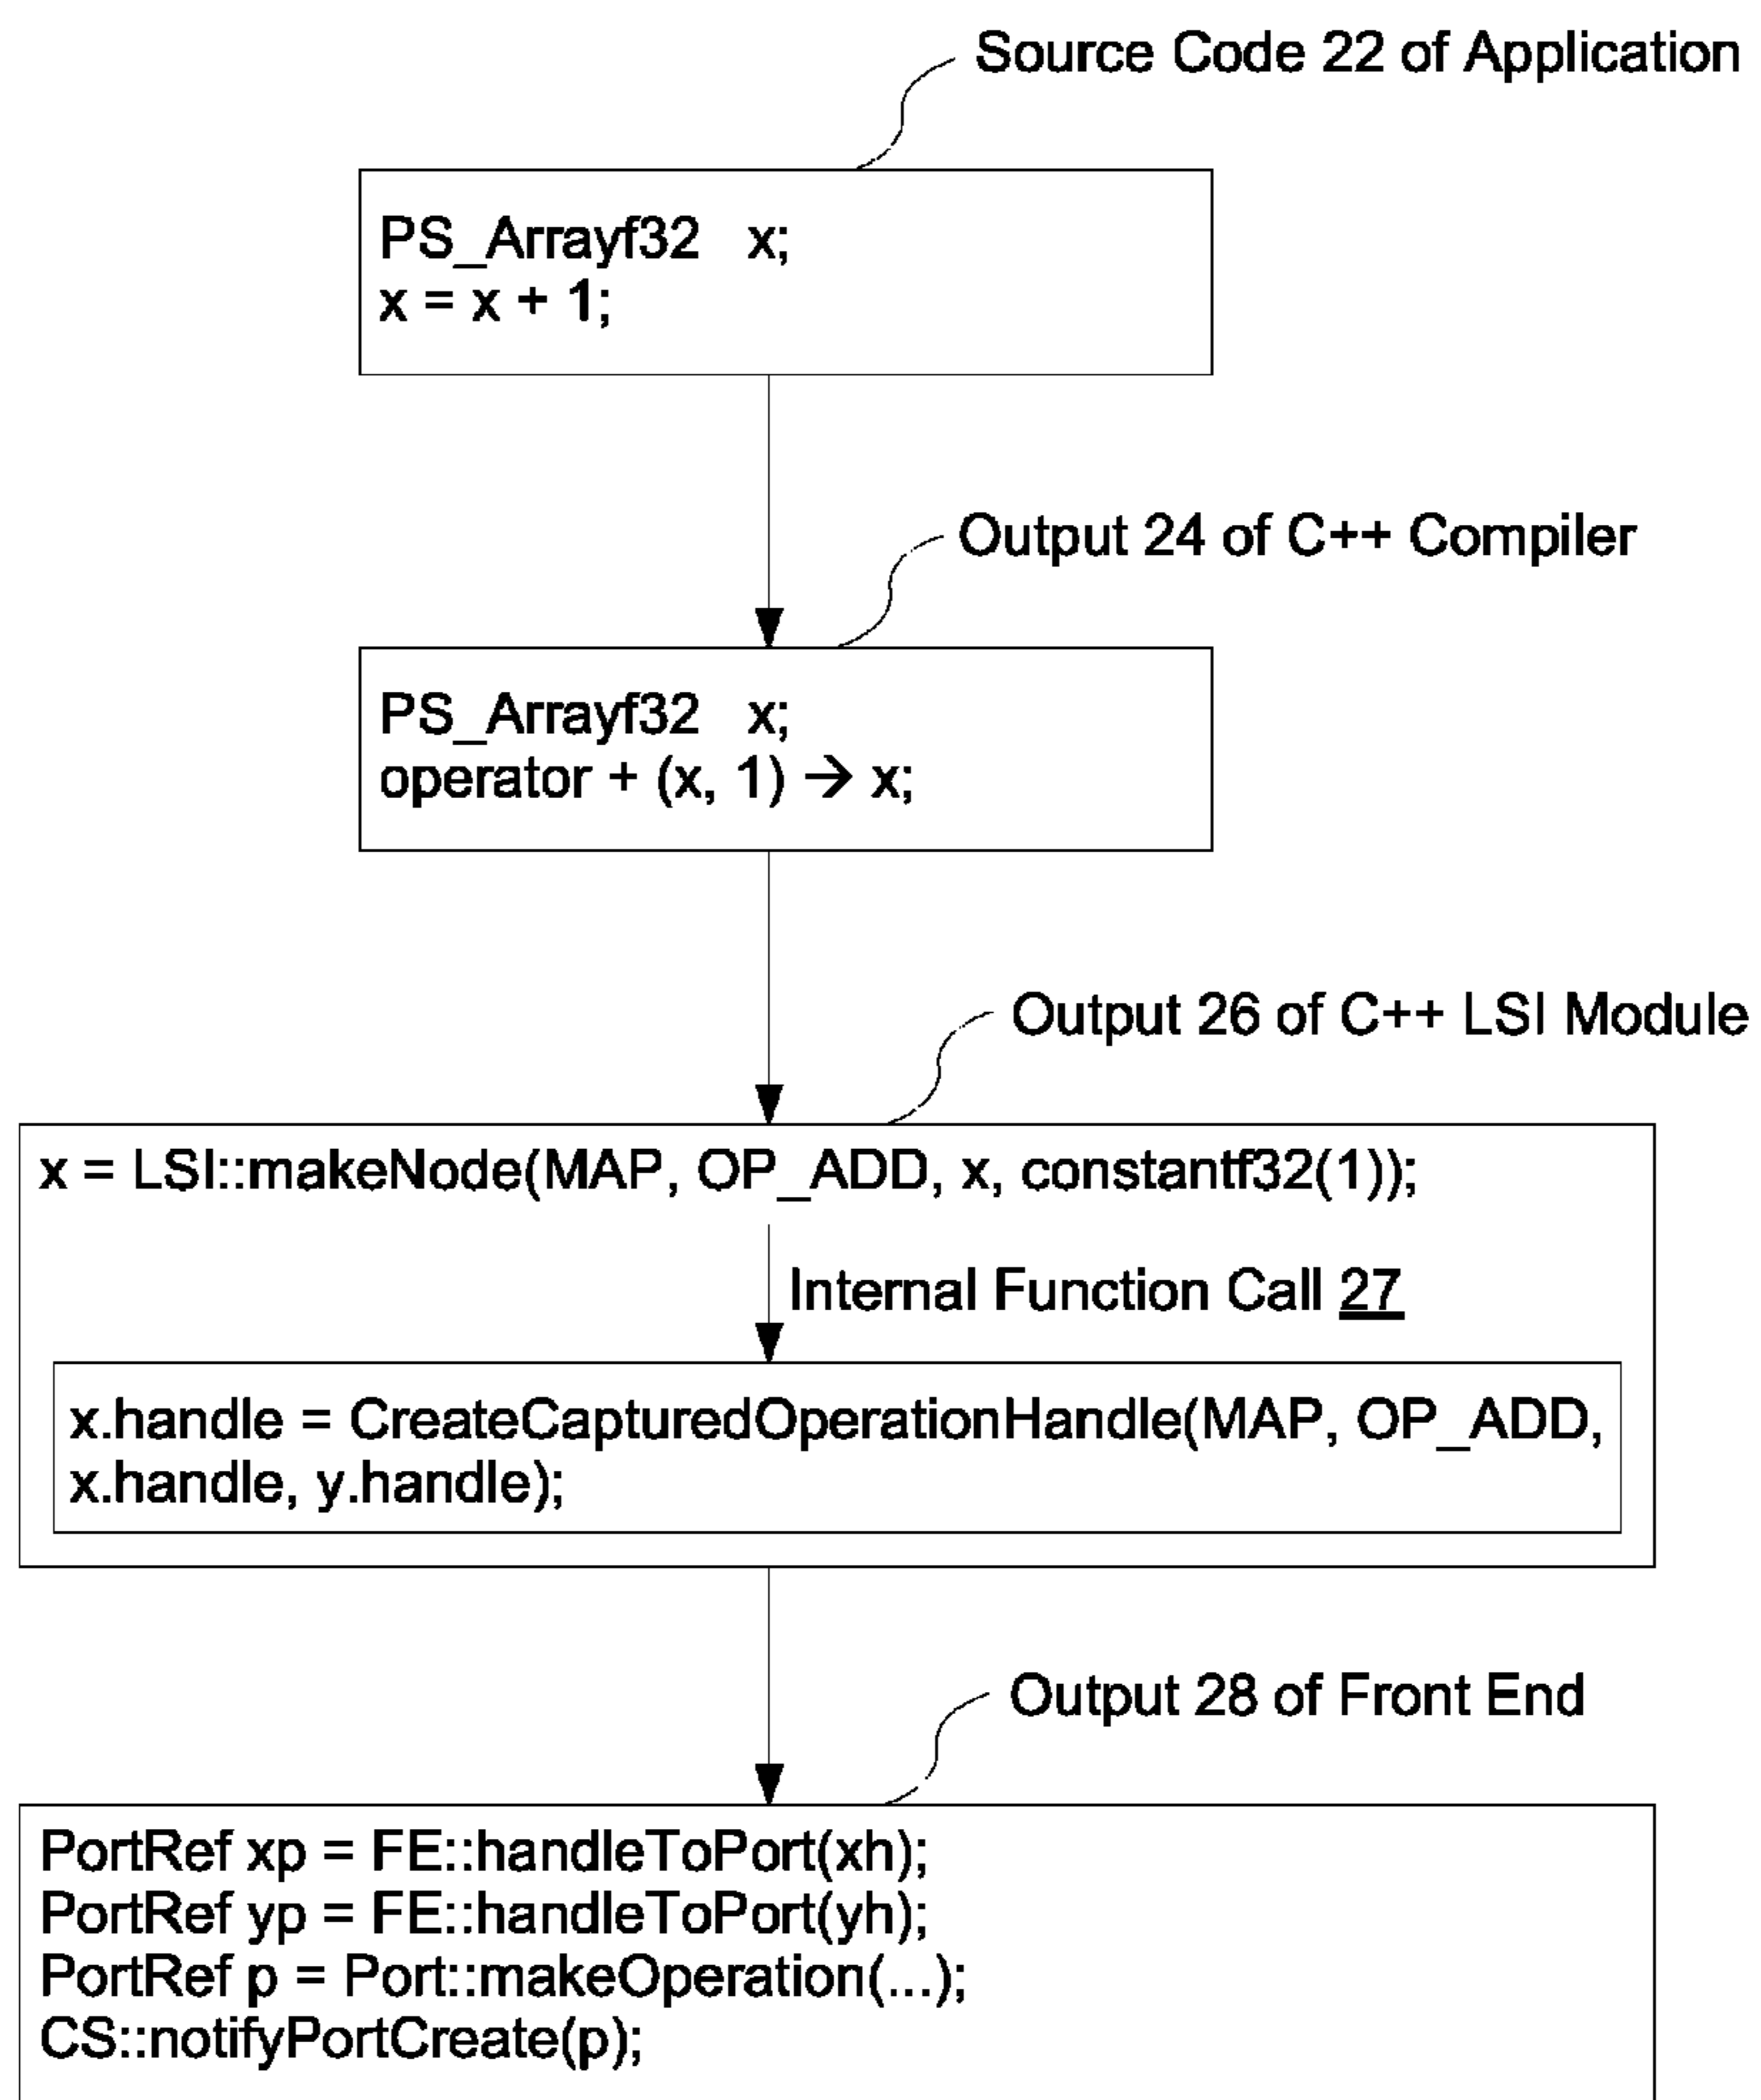 Source Code 22 of Application
PS_Arrayf32 x;
x = x + 1;
Output 24 of C++ Compiler
PS_Arrayf32 x;
operator + (x, 1) → x;
Output 26 of C++ LSI Module
x = LSI::makeNode(MAP, OP_ADD, x, constantf32(1));
Internal Function Call 27
x.handle = CreateCapturedOperationHandle(MAP, OP_ADD,
x.handle, y.handle);
Output 28 of Front End
PortRef xp = FE::handleToPort(xh);
PortRef yp = FE::handleToPort(yh);
PortRef p = Port::makeOperation(...);
CS::notifyPortCreate(p);